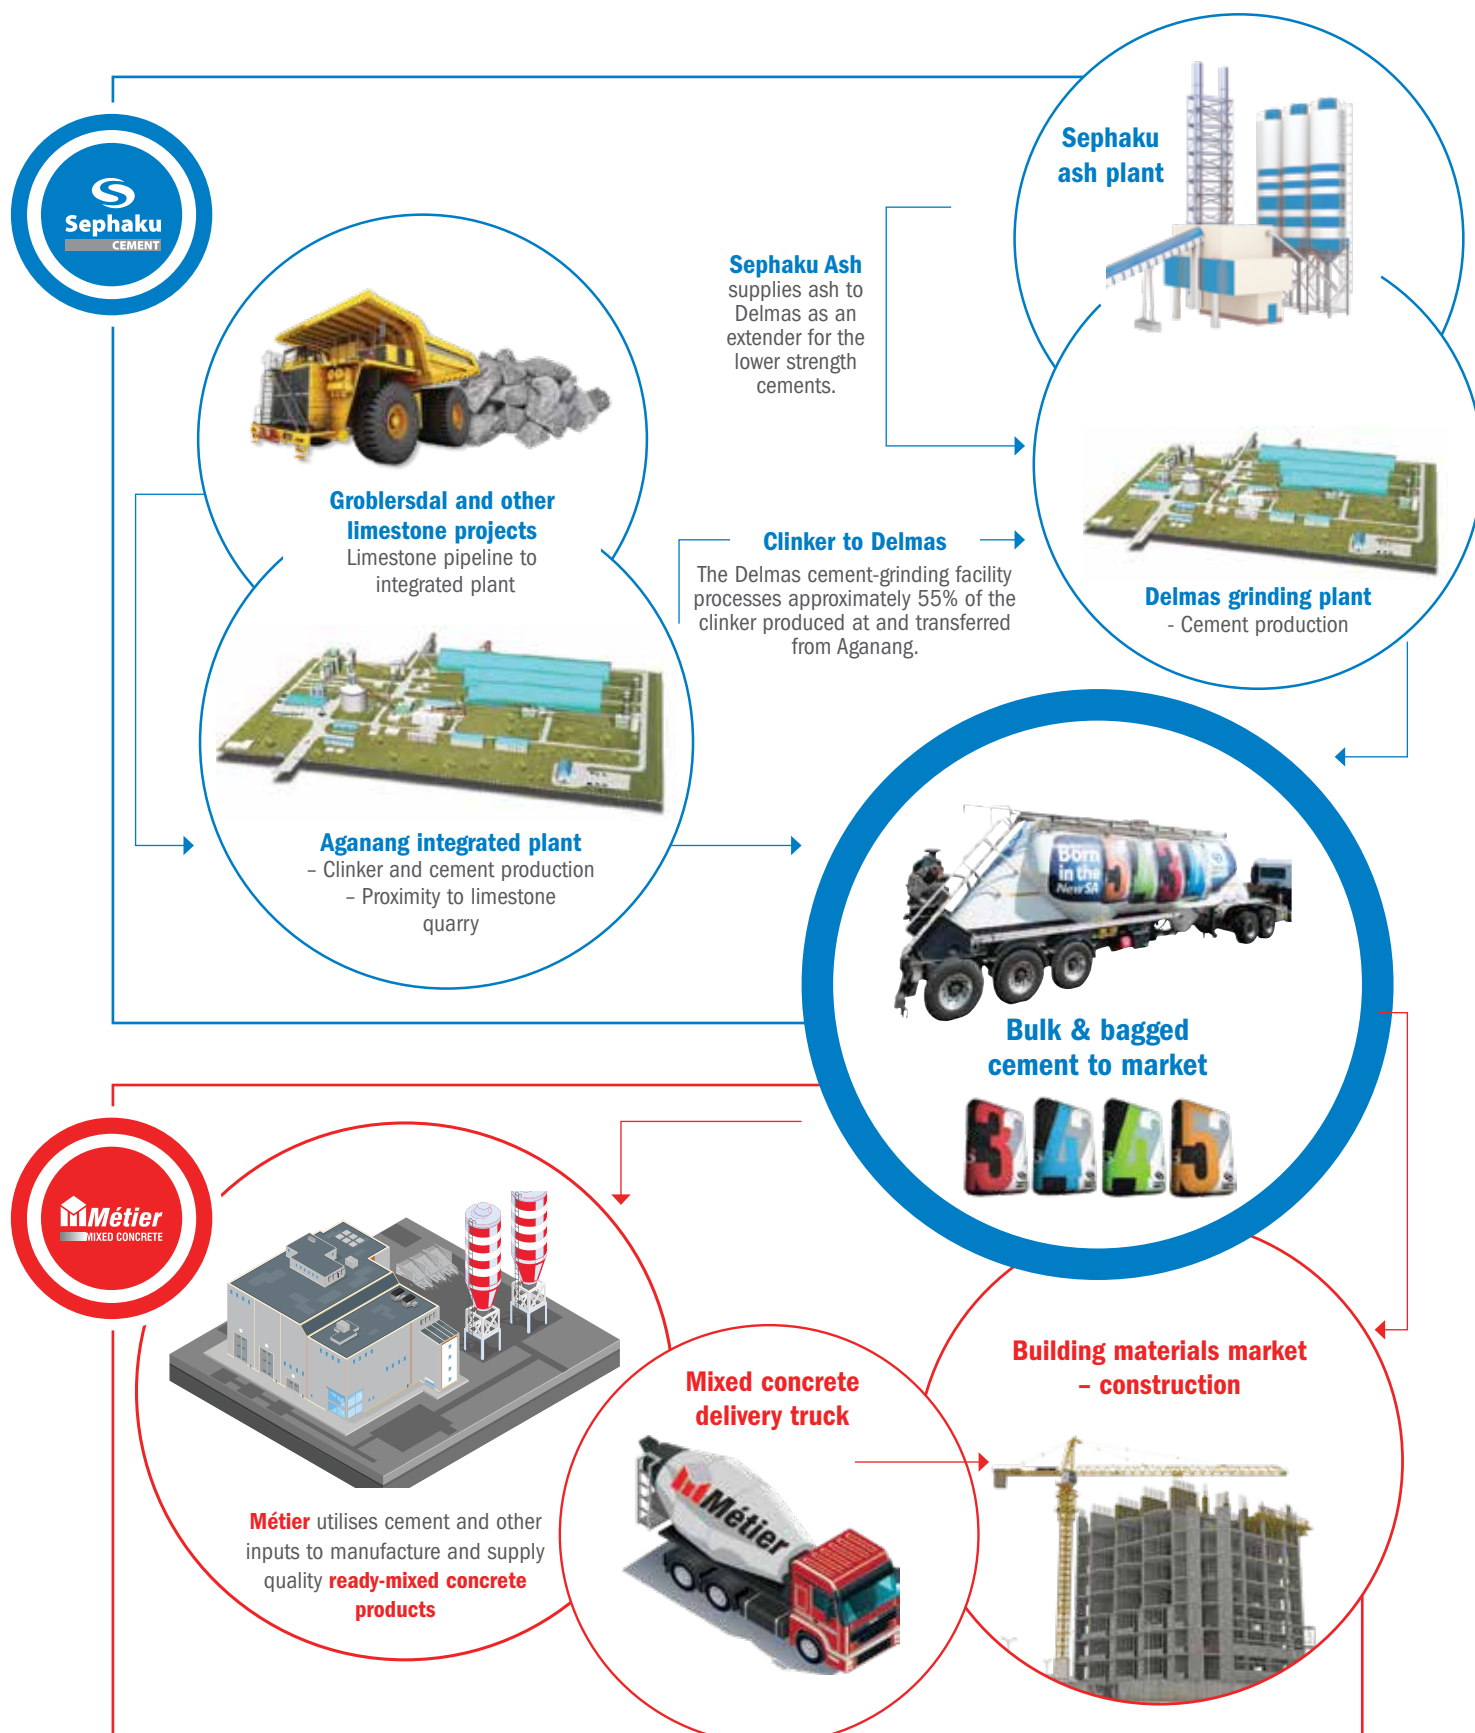 Sephaku
CEMENT
Sephaku
ash plant
Sephaku Ash
supplies ash to
Delmas as an
extender for the
lower strength
cements.
Groblersdal and other
limestone projects
Limestone pipeline to
integrated plant
Clinker to Delmas
The Delmas cement-grinding facility
processes approximately 55% of the
clinker produced at and transferred
from Aganang.
Delmas grinding plant
- Cement production
Aganang integrated plant
– Clinker and cement production
– Proximity to limestone
quarry
Born
in the
New SA
Bulk & bagged
cement to market
3 4 4 5
Métier
MIXED CONCRETE
Métier utilises cement and other
inputs to manufacture and supply
quality ready-mixed concrete
products
Mixed concrete
delivery truck
Métier
Building materials market
– construction